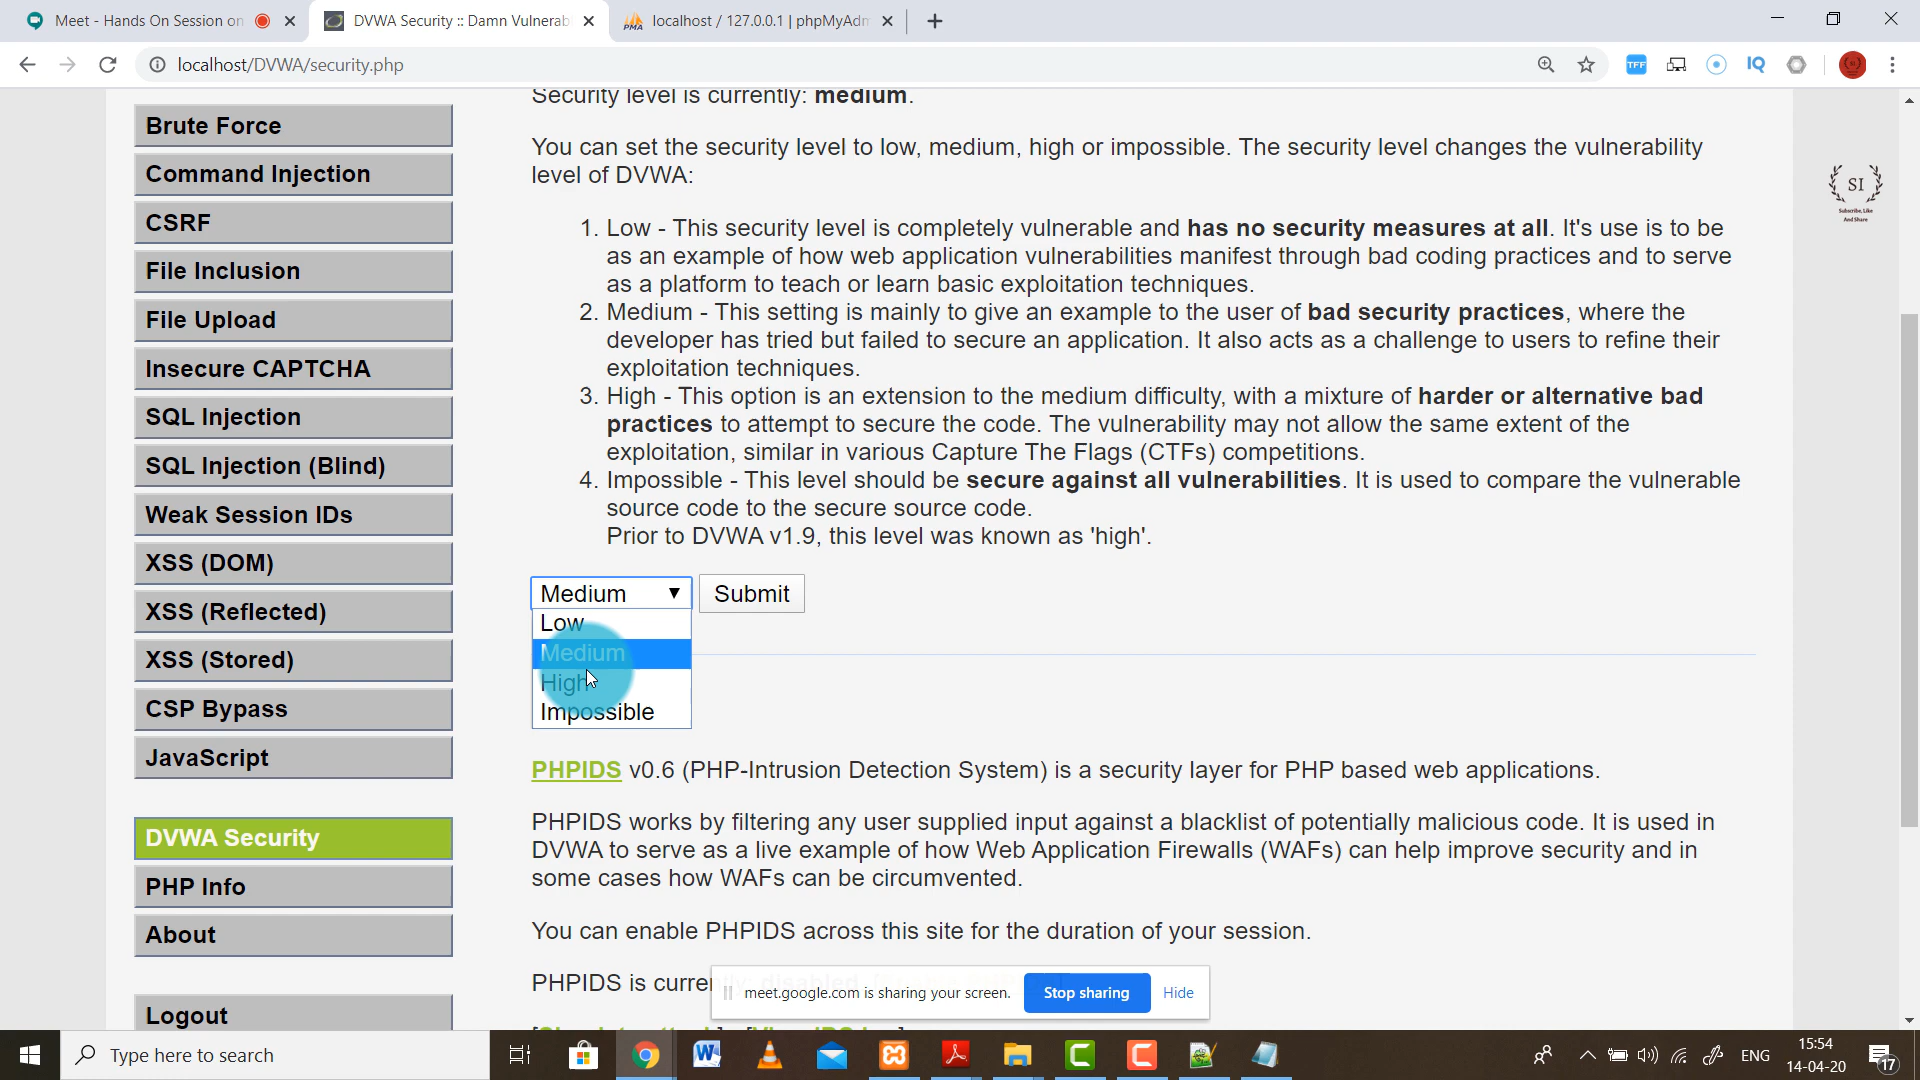 Meet - Hands On Session on
DVWA Security :: Damn Vulnerab
PMA
localhost / 127.0.0.1 | phpMyAdm
localhost/DVWA/security.php
TFF
IQ
Brute Force
Command Injection
CSRF
File Inclusion
File Upload
Insecure CAPTCHA
SQL Injection
SQL Injection (Blind)
Weak Session IDs
XSS (DOM)
XSS (Reflected)
XSS (Stored)
CSP Bypass
JavaScript
DVWA Security
PHP Info
About
Logout
Security level is currently: medium.
You can set the security level to low, medium, high or impossible. The security level changes the vulnerability
level of DVWA:
1. Low - This security level is completely vulnerable and has no security measures at all. It's use is to be
as an example of how web application vulnerabilities manifest through bad coding practices and to serve
as a platform to teach or learn basic exploitation techniques.
2. Medium - This setting is mainly to give an example to the user of bad security practices, where the
developer has tried but failed to secure an application. It also acts as a challenge to users to refine their
exploitation techniques.
3. High - This option is an extension to the medium difficulty, with a mixture of harder or alternative bad
practices to attempt to secure the code. The vulnerability may not allow the same extent of the
exploitation, similar in various Capture The Flags (CTFs) competitions.
4. Impossible - This level should be secure against all vulnerabilities. It is used to compare the vulnerable
source code to the secure source code.
Prior to DVWA v1.9, this level was known as 'high'.
Medium
Submit
Low
Medium
High
Impossible
PHPIDS v0.6 (PHP-Intrusion Detection System) is a security layer for PHP based web applications.
PHPIDS works by filtering any user supplied input against a blacklist of potentially malicious code. It is used in
DVWA to serve as a live example of how Web Application Firewalls (WAFs) can help improve security and in
some cases how WAFs can be circumvented.
You can enable PHPIDS across this site for the duration of your session.
PHPIDS is curren
meet.google.com is sharing your screen.
Stop sharing
Hide
SI
Subscribe, Like
And Share
Type here to search
ENG
15:54
14-04-20
17